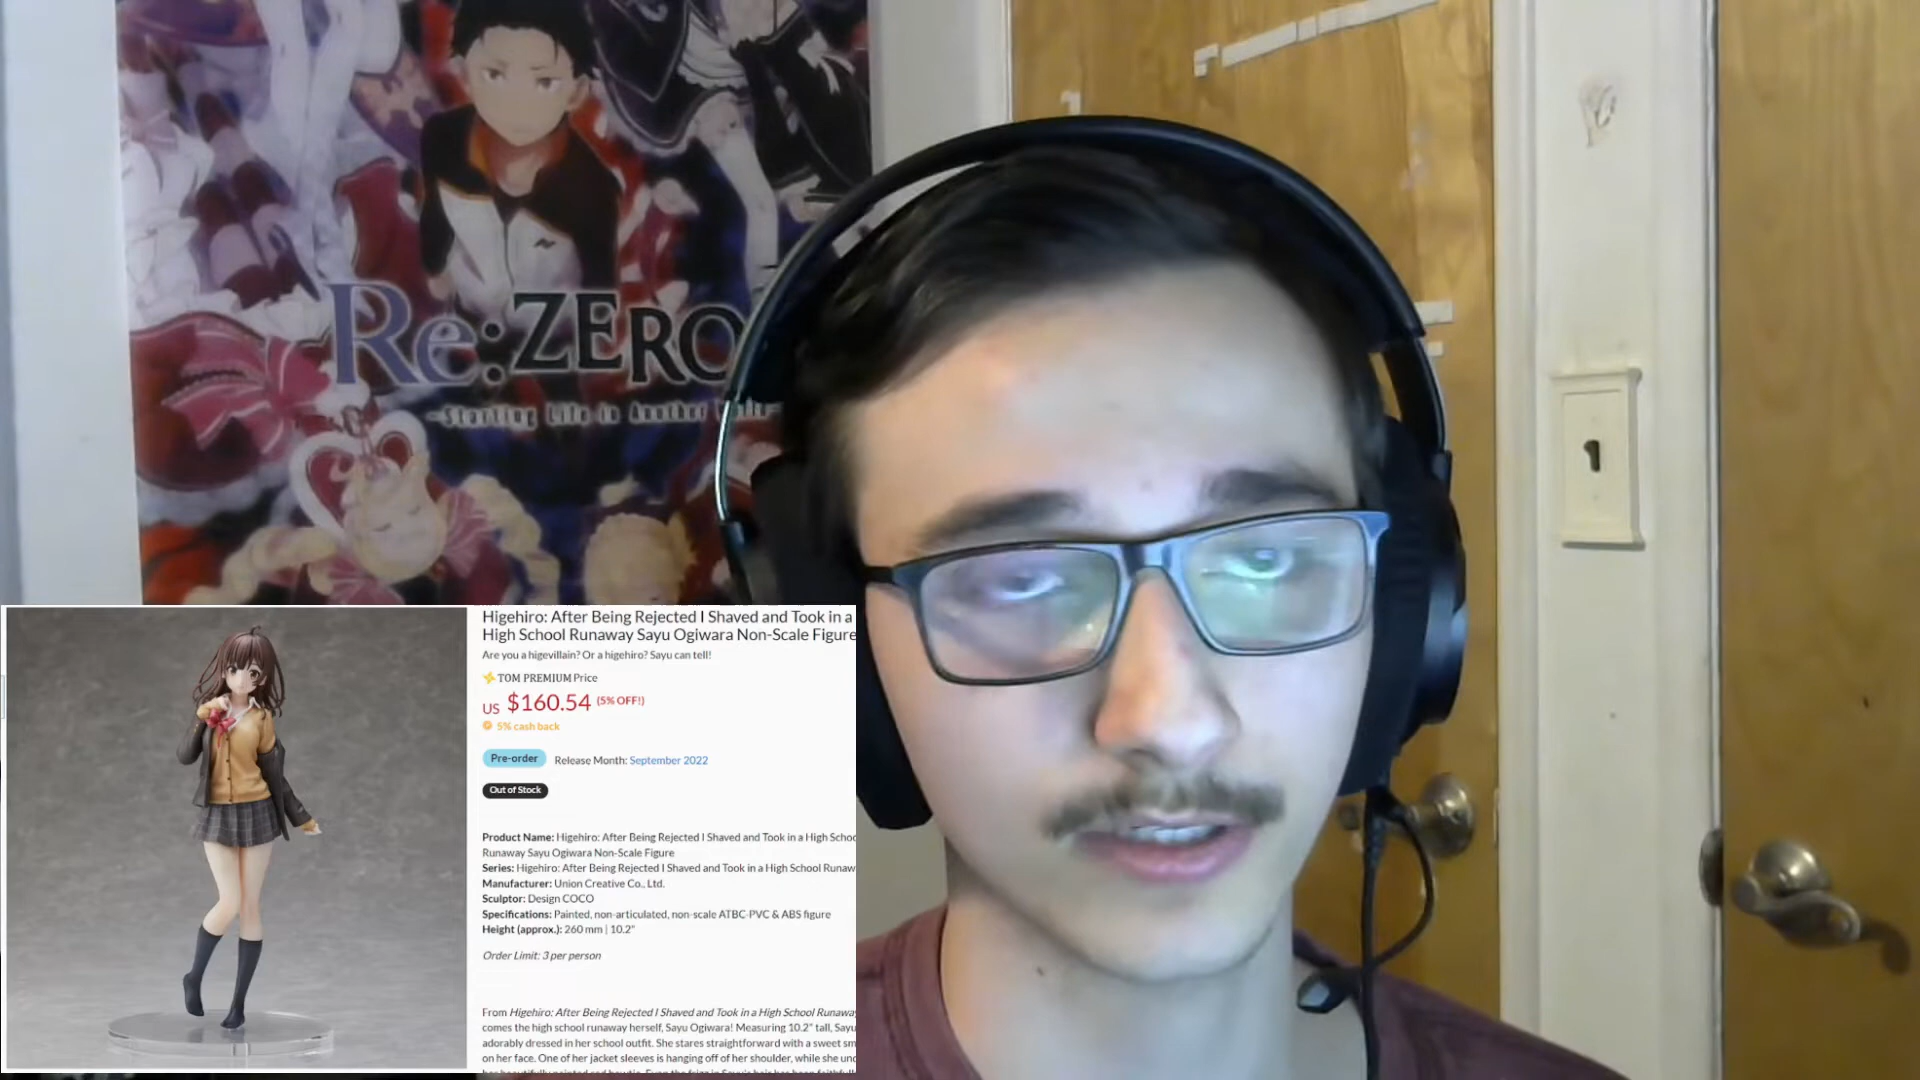 Re:ZERO
-Starting Life in Another
Higehiro: After Being Rejected I Shaved and Took in a
High School Runaway Sayu Ogiwara Non-Scale Figure
Are you a higevillain? Or a higehiro? Sayu can tell!
TOM PREMIUM Price
US $160.54 (5% OFF!)
5% cash back
Pre-order Release Month: September 2022
Out of Stock
Product Name: Higehiro: After Being Rejected I Shaved and Took in a High Schoo
Runaway Sayu Ogiwara Non-Scale Figure
Series: Higehiro: After Being Rejected I Shaved and Took in a High School Runaw
Manufacturer: Union Creative Co., Ltd.
Sculptor: Design COCO
Specifications: Painted, non-articulated, non-scale ATBC-PVC & ABS figure
Height (approx.): 260 mm | 10.2"
Order Limit: 3 per person
From Higehiro: After Being Rejected I Shaved and Took in a High School Runaway
comes the high school runaway herself, Sayu Ogiwara! Measuring 10.2" tall, Sayu
adorably dressed in her school outfit. She stares straightforward with a sweet sm
on her face. One of her jacket sleeves is hanging off of her shoulder, while she und